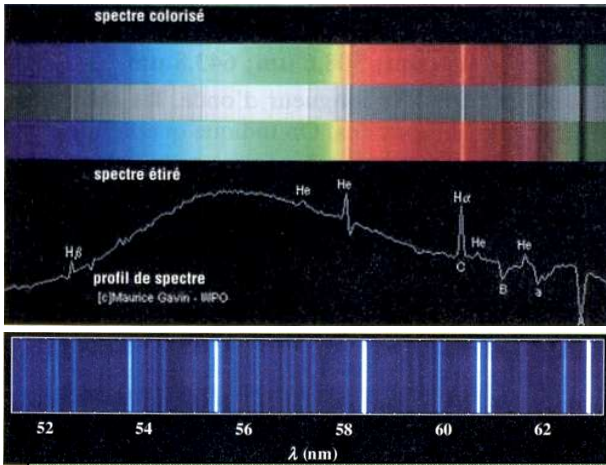 spectre colorisé
spectre étiré
He
He
Hα
Hβ
He
He
C
B
a
A
profil de spectre
[c]Maurice Gavin - WPO
52 54 56 58 60 62
λ (nm)